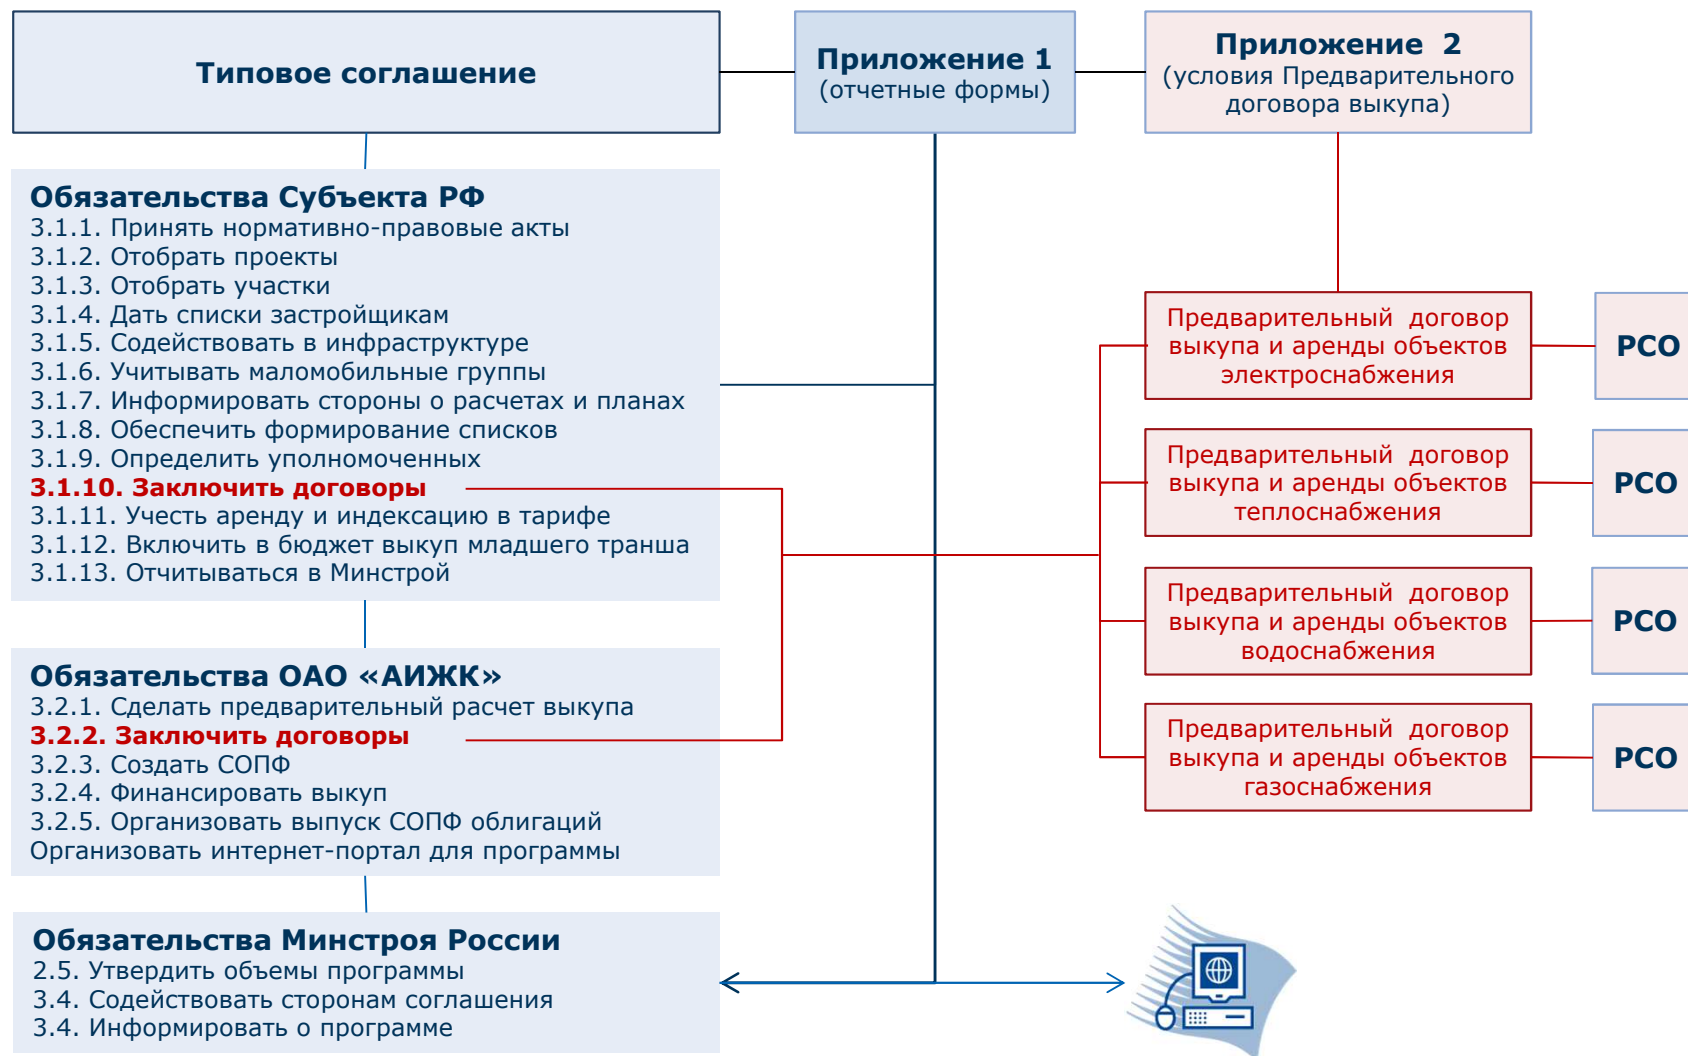 Типовое соглашение
Приложение 1
(отчетные формы)
Приложение 2
(условия Предварительного
договора выкупа)
Обязательства Субъекта РФ
3.1.1. Принять нормативно-правовые акты
3.1.2. Отобрать проекты
3.1.3. Отобрать участки
3.1.4. Дать списки застройщикам
3.1.5. Содействовать в инфраструктуре
3.1.6. Учитывать маломобильные группы
3.1.7. Информировать стороны о расчетах и планах
3.1.8. Обеспечить формирование списков
3.1.9. Определить уполномоченных
3.1.10. Заключить договоры
3.1.11. Учесть аренду и индексацию в тарифе
3.1.12. Включить в бюджет выкуп младшего транша
3.1.13. Отчитываться в Минстрой
Обязательства ОАО «АИЖК»
3.2.1. Сделать предварительный расчет выкупа
3.2.2. Заключить договоры
3.2.3. Создать СОПФ
3.2.4. Финансировать выкуп
3.2.5. Организовать выпуск СОПФ облигаций
Организовать интернет-портал для программы
Обязательства Минстроя России
2.5. Утвердить объемы программы
3.4. Содействовать сторонам соглашения
3.4. Информировать о программе
Предварительный договор
выкупа и аренды объектов
электроснабжения
РСО
Предварительный договор
выкупа и аренды объектов
теплоснабжения
РСО
Предварительный договор
выкупа и аренды объектов
водоснабжения
РСО
Предварительный договор
выкупа и аренды объектов
газоснабжения
РСО